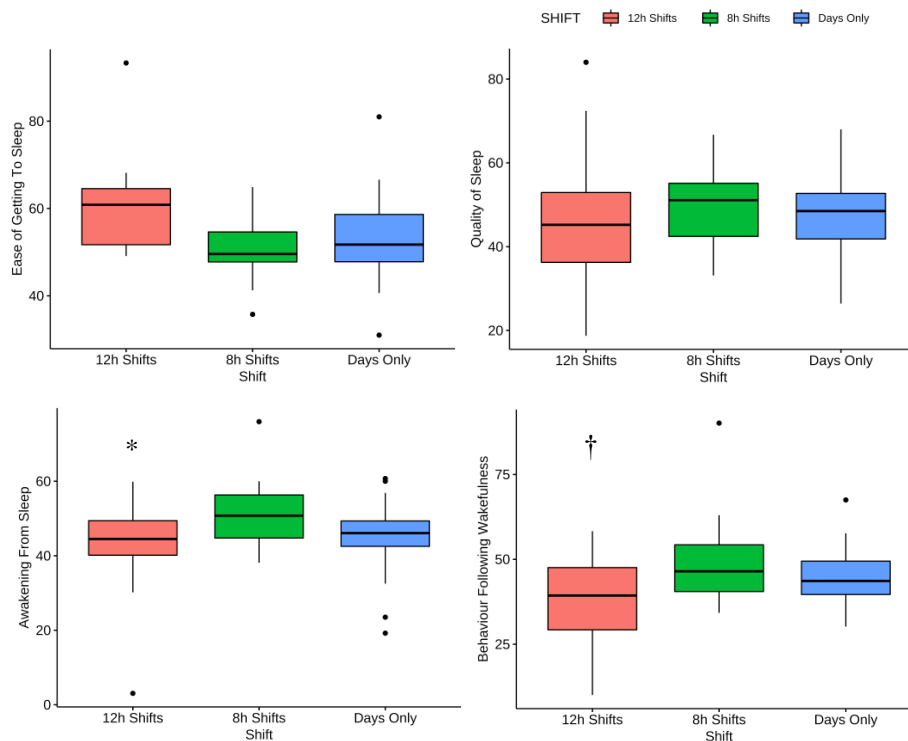 SHIFT 12h Shifts 8h Shifts Days Only
Ease of Getting To Sleep
80
60
40
12h Shifts 8h Shifts Days Only
Shift
Quality of Sleep
80
60
40
20
12h Shifts 8h Shifts Days Only
Shift
Awakening From Sleep
60
40
20
0
*
12h Shifts 8h Shifts Days Only
Shift
Behaviour Following Wakefulness
75
50
25
†
12h Shifts 8h Shifts Days Only
Shift